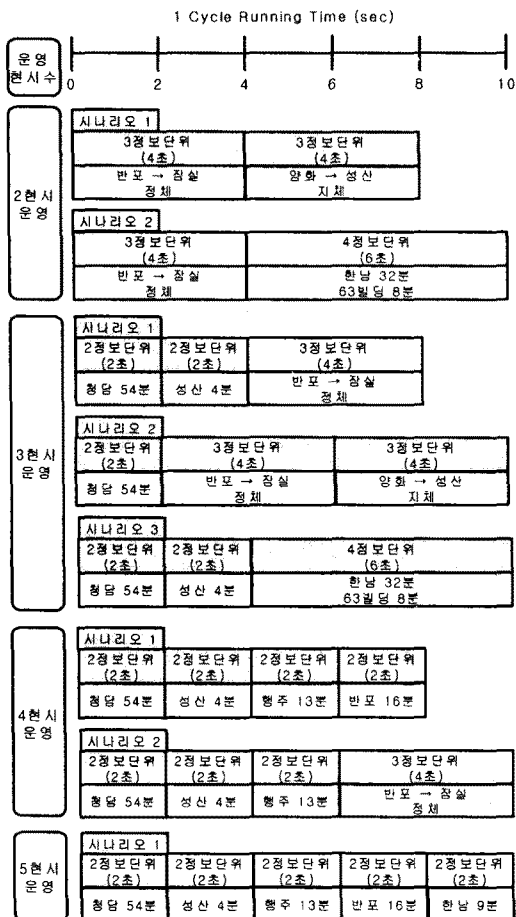 1 Cycle Running Time (sec)
운영
현시수
0 2 4 6 8 10
2현시
운영
시나리오 1
3정보단위 3정보단위
(4초) (4초)
반포 → 잠실 양화 → 성산
정체 지체
시나리오 2
3정보단위 4정보단위
(4초) (6초)
반포 → 잠실 한남 32분
정체 63빌딩 8분
3현시
운영
시나리오 1
2정보단위 2정보단위 3정보단위
(2초) (2초) (4초)
청담 54분 성산 4분 반포 → 잠실
정체
시나리오 2
2정보단위 3정보단위 3정보단위
(2초) (4초) (4초)
청담 54분 반포 → 잠실 양화 → 성산
정체 지체
시나리오 3
2정보단위 2정보단위 4정보단위
(2초) (2초) (6초)
청담 54분 성산 4분 한남 32분
63빌딩 8분
4현시
운영
시나리오 1
2정보단위 2정보단위 2정보단위 2정보단위
(2초) (2초) (2초) (2초)
청담 54분 성산 4분 행주 13분 반포 16분
시나리오 2
2정보단위 2정보단위 2정보단위 3정보단위
(2초) (2초) (2초) (4초)
청담 54분 성산 4분 행주 13분 반포 → 잠실
정체
5현시
운영
시나리오 1
2정보단위 2정보단위 2정보단위 2정보단위 2정보단위
(2초) (2초) (2초) (2초) (2초)
청담 54분 성산 4분 행주 13분 반포 16분 한남 9분